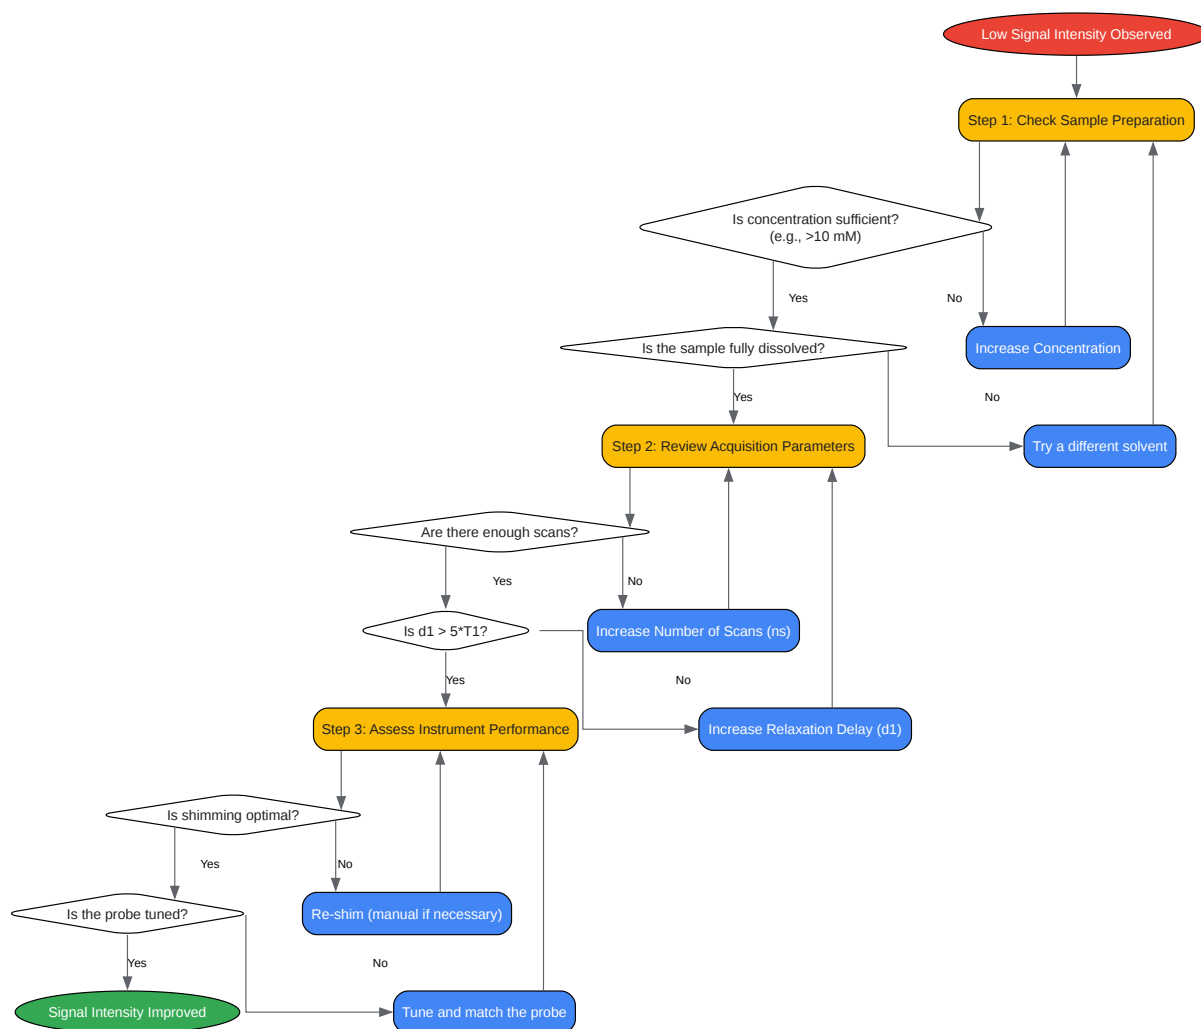 Low Signal Intensity Observed
Step 1: Check Sample Preparation
Is concentration sufficient?
(e.g., >10 mM)
Yes
No
Is the sample fully dissolved?
Increase Concentration
Yes
No
Step 2: Review Acquisition Parameters
Try a different solvent
Are there enough scans?
Yes
No
Is d1 > 5*T1?
Increase Number of Scans (ns)
Yes
No
Step 3: Assess Instrument Performance
Increase Relaxation Delay (d1)
Is shimming optimal?
Yes
No
Is the probe tuned?
Re-shim (manual if necessary)
Yes
No
Signal Intensity Improved
Tune and match the probe